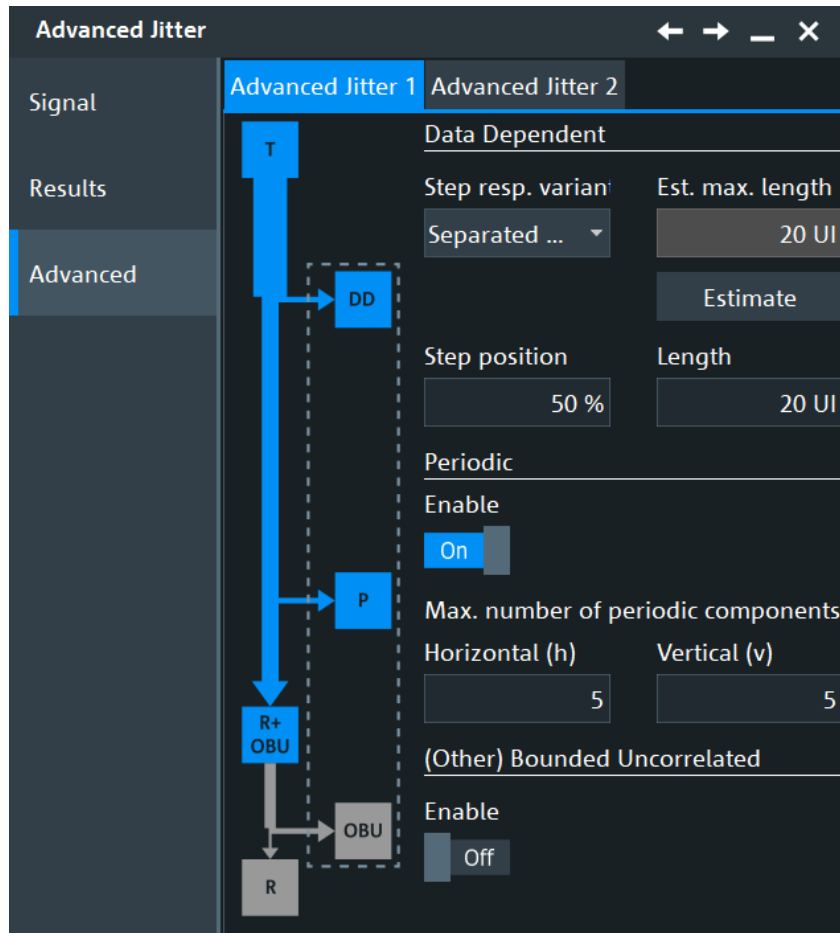 Advanced Jitter
Signal
Results
Advanced
Advanced Jitter 1 Advanced Jitter 2
T
DD
P
R+
OBU
OBU
R
Data Dependent
Step resp. variant Est. max. length
Separated ... 20 UI
Estimate
Step position Length
50 % 20 UI
Periodic
Enable
On
Max. number of periodic components
Horizontal (h) Vertical (v)
5 5
(Other) Bounded Uncorrelated
Enable
Off